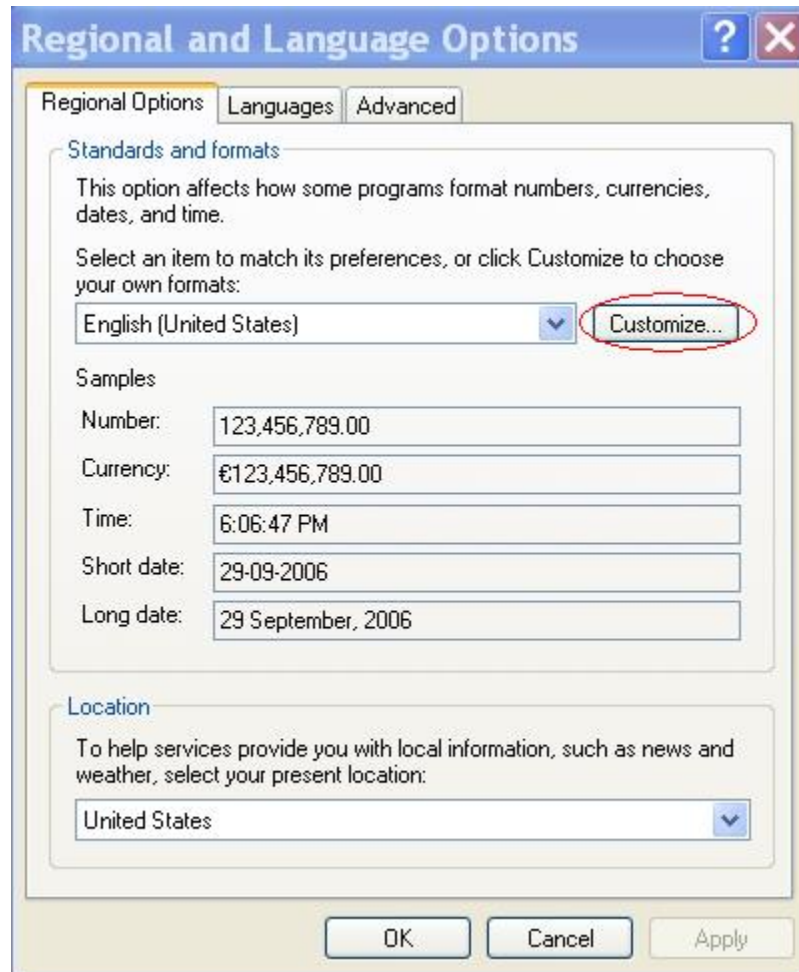 Regional and Language Options
Regional Options Languages Advanced
Standards and formats
This option affects how some programs format numbers, currencies,
dates, and time.
Select an item to match its preferences, or click Customize to choose
your own formats:
English (United States) Customize...
Samples
Number: 123,456,789.00
Currency: €123,456,789.00
Time: 6:06:47 PM
Short date: 29-09-2006
Long date: 29 September, 2006
Location
To help services provide you with local information, such as news and
weather, select your present location:
United States
OK Cancel Apply